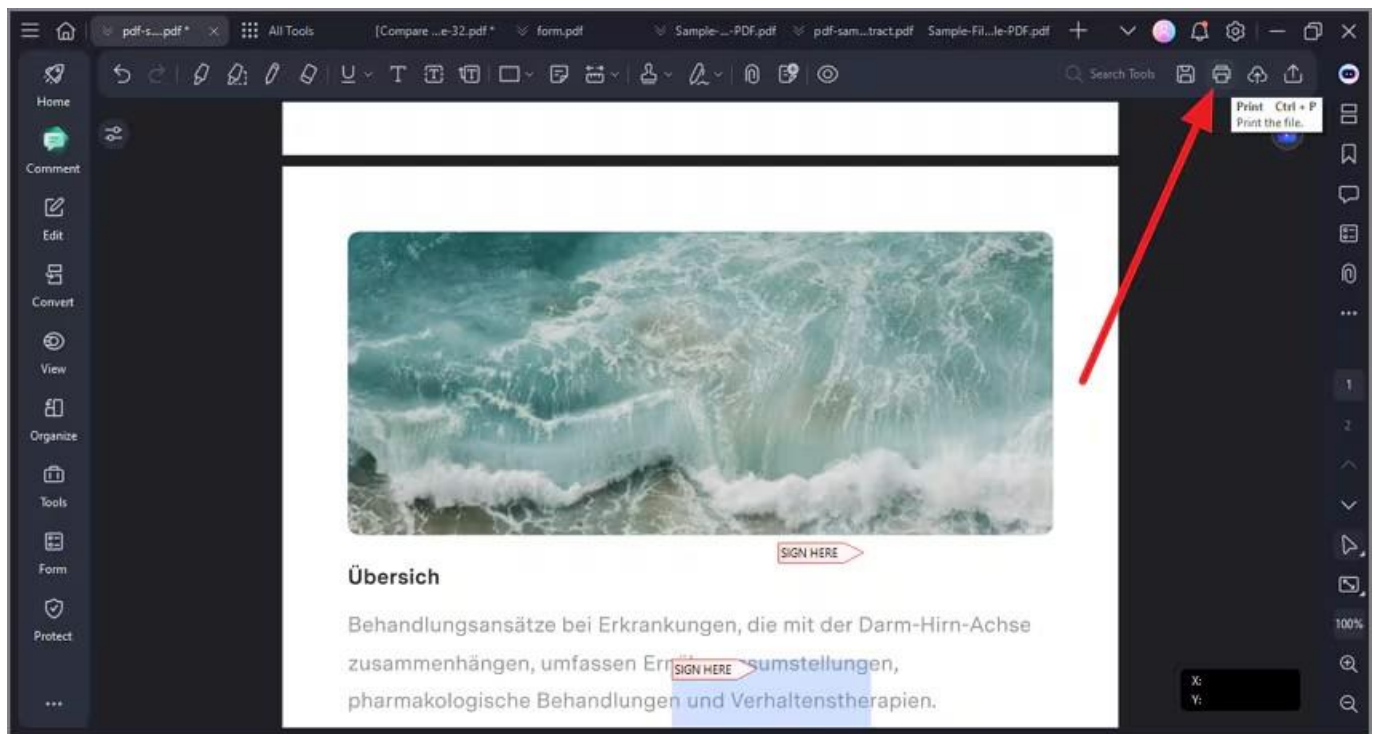 pdf-s....pdf *
All Tools
[Compare ...e-32.pdf *
form.pdf
Sample-...-PDF.pdf
pdf-sam...tract.pdf
Sample-Fil...le-PDF.pdf
Search Tools
Home
Print Ctrl + P
Print the file.
Comment
Edit
Convert
View
1
2
Organize
Tools
Form
SIGN HERE
Übersich
Behandlungsansätze bei Erkrankungen, die mit der Darm-Hirn-Achse
Protect
100%
zusammenhängen, umfassen Ern
SIGN HERE
sumstellungen,
pharmakologische Behandlungen und Verhaltenstherapien.
X:
Y: